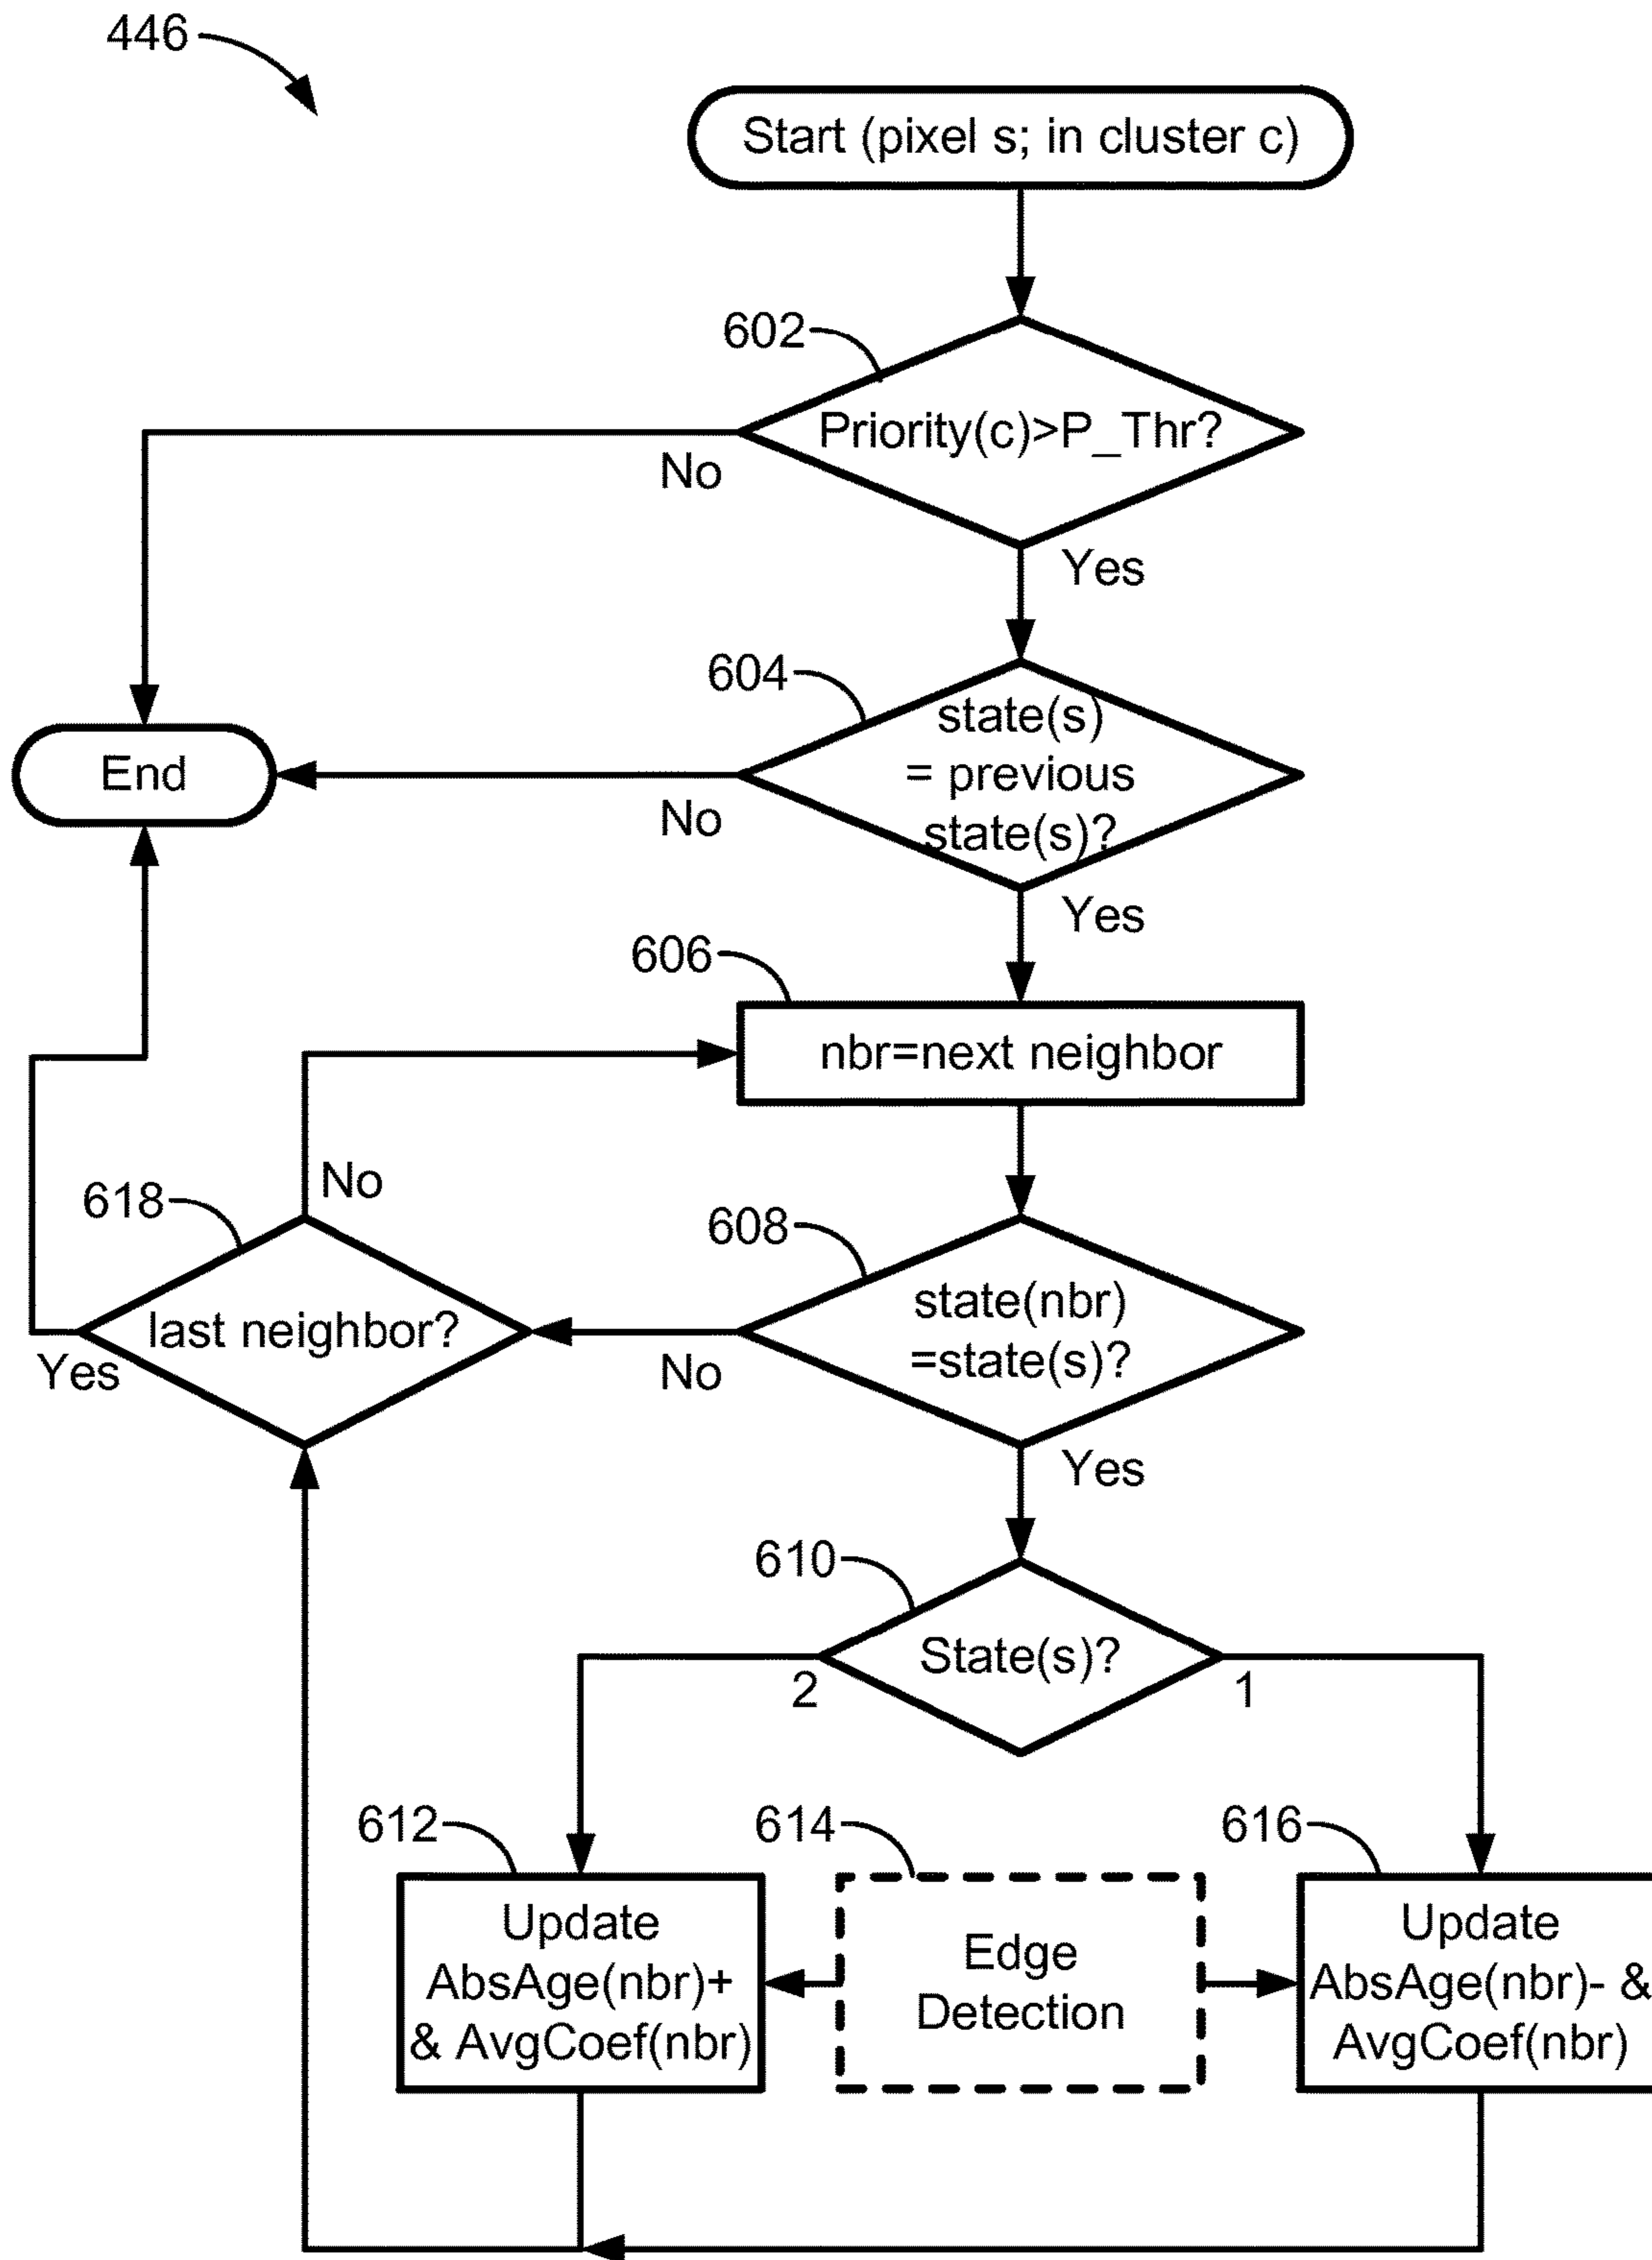 446
Start (pixel s; in cluster c)
602
Priority(c)>P_Thr?
No
Yes
604
state(s)
= previous
state(s)?
End
No
Yes
606
nbr=next neighbor
No
618
608
last neighbor?
state(nbr)
=state(s)?
Yes
No
Yes
610
State(s)?
2
1
612
614
616
Update
AbsAge(nbr)+
& AvgCoef(nbr)
Edge
Detection
Update
AbsAge(nbr)- &
AvgCoef(nbr)